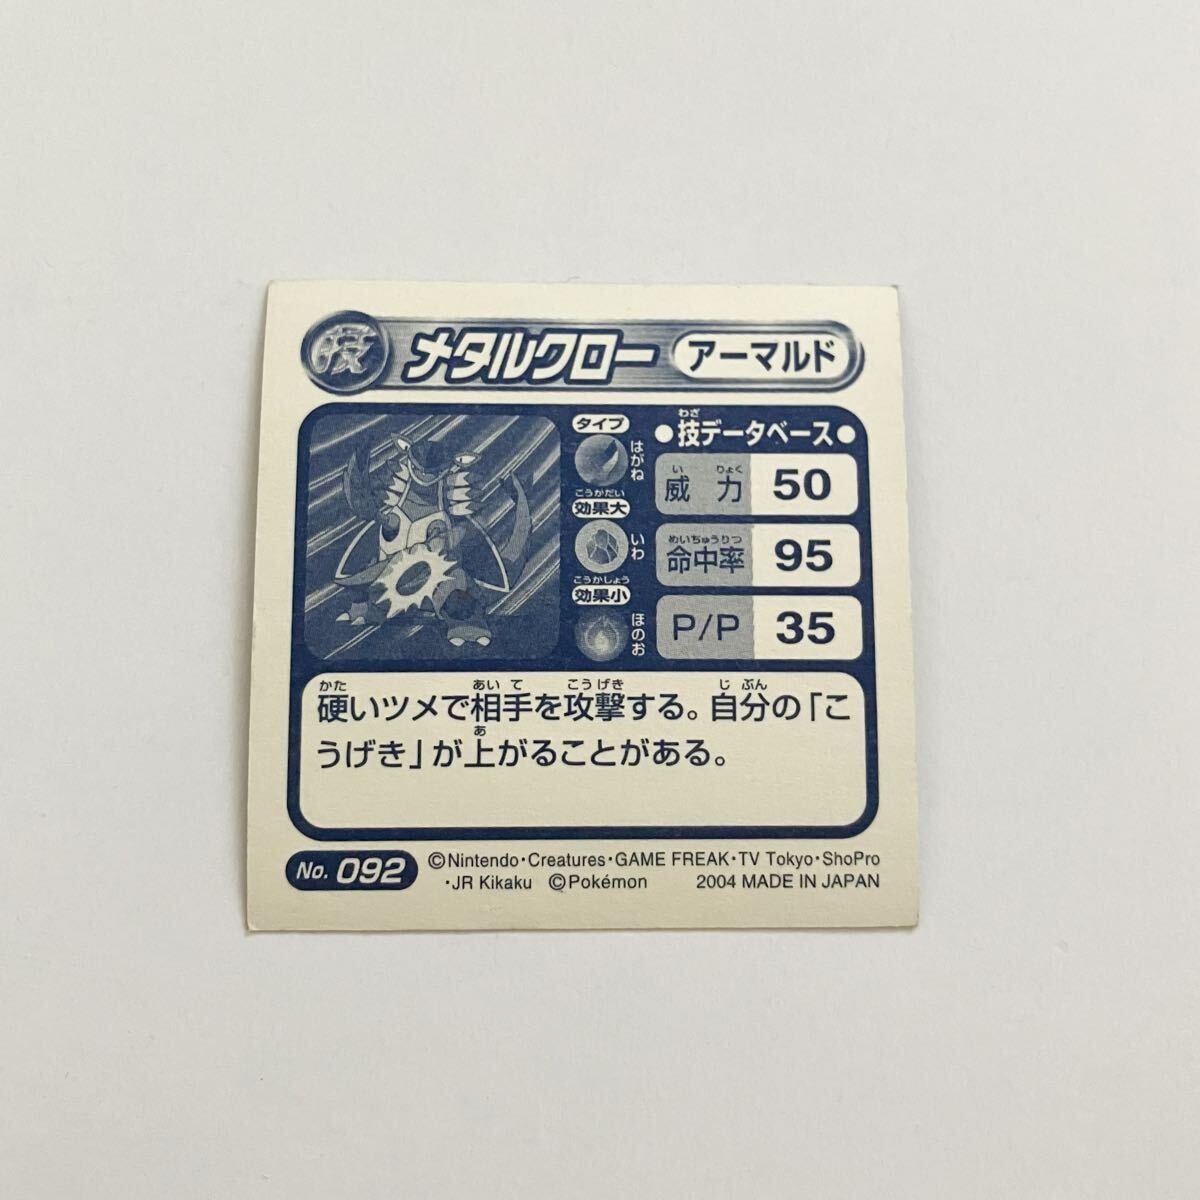 技 メタルクロー アーマルド
タイプ
はがね
こうかだい
効果大
いわ
こうかしょう
効果小
ほのお
わざ
●技データベース●
いりょく
威力 50
めいちゅうりつ
命中率 95
P/P 35
かた あいて こうげき じぶん
硬いツメで相手を攻撃する。自分の「こ
あ
うげき」が上がることがある。
No. 092
©Nintendo・Creatures・GAME FREAK・TV Tokyo・ShoPro
・JR Kikaku ©Pokémon 2004 MADE IN JAPAN